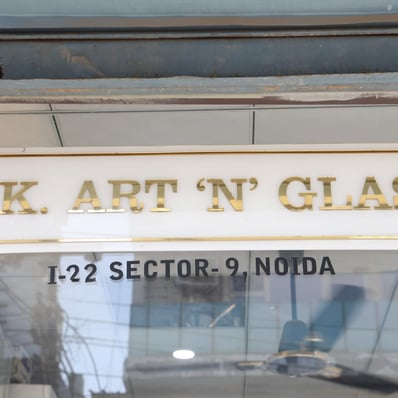 K. ART 'N' GLAS
I-22 SECTOR-9, NOIDA